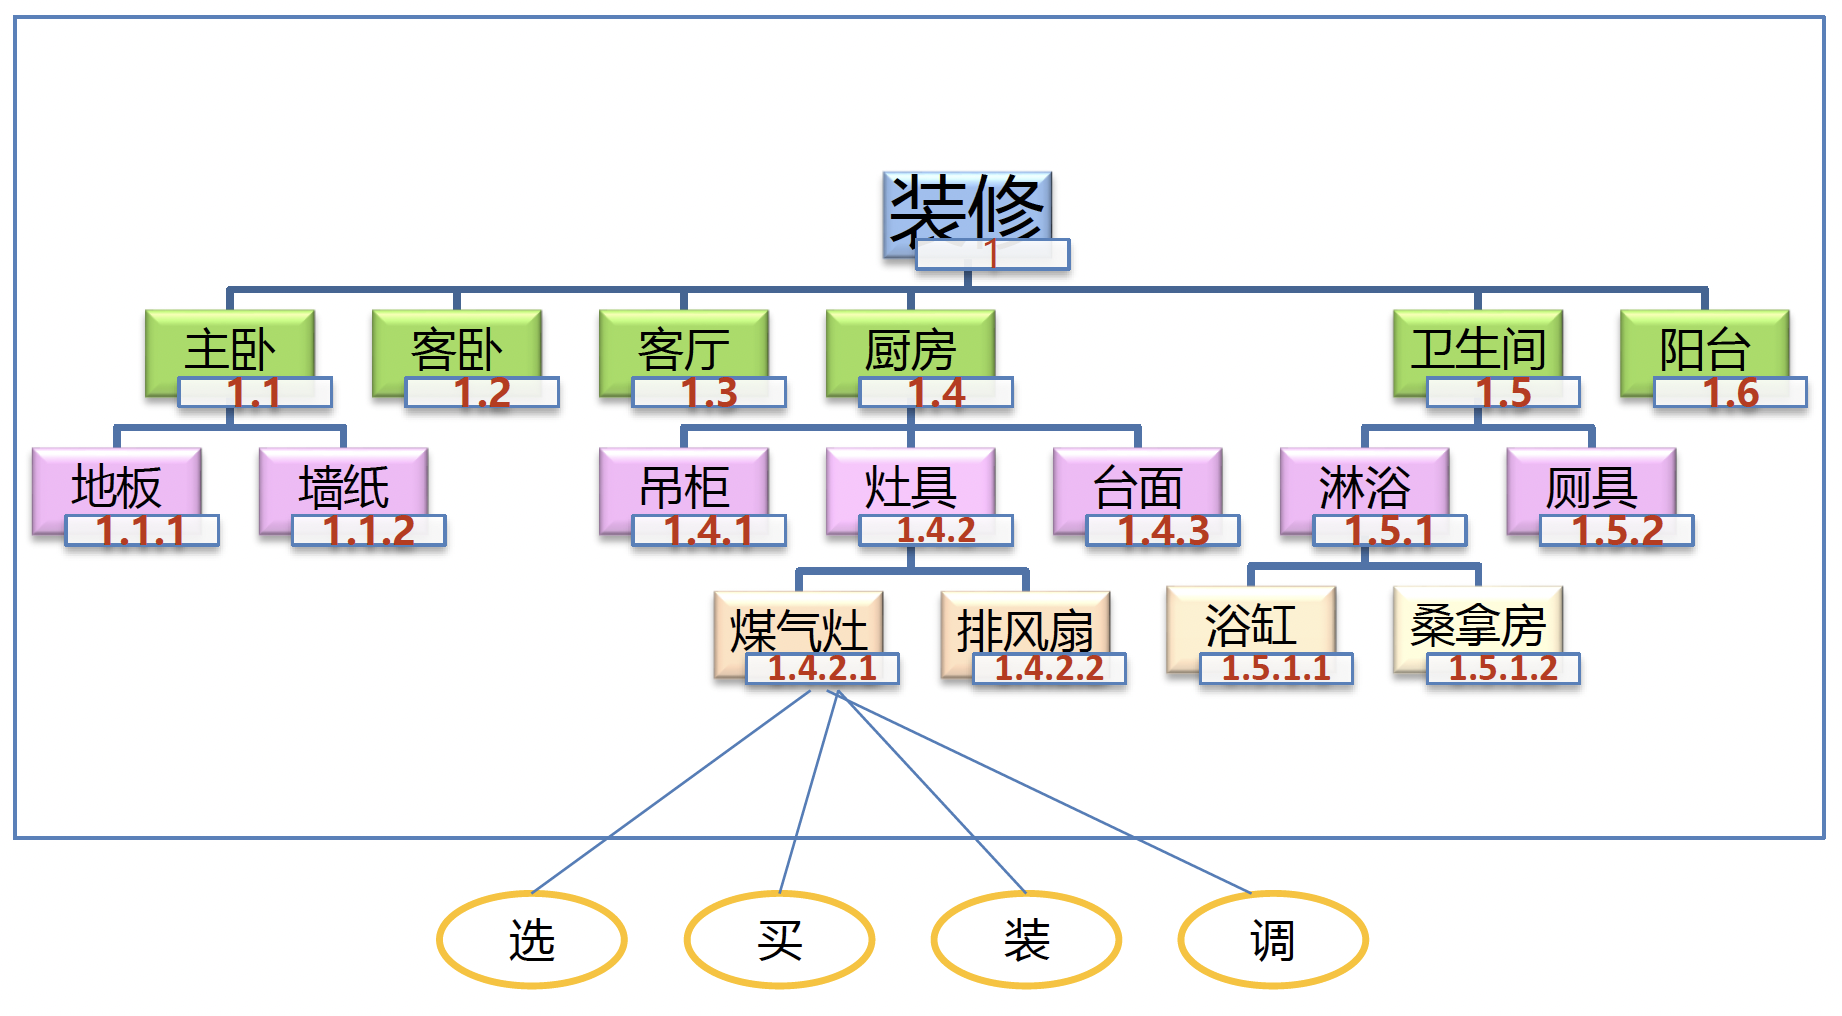 装修
1
主卧
1.1
客卧
1.2
客厅
1.3
厨房
1.4
卫生间
1.5
阳台
1.6
地板
1.1.1
墙纸
1.1.2
吊柜
1.4.1
灶具
1.4.2
台面
1.4.3
淋浴
1.5.1
厕具
1.5.2
煤气灶
1.4.2.1
排风扇
1.4.2.2
浴缸
1.5.1.1
桑拿房
1.5.1.2
选
买
装
调